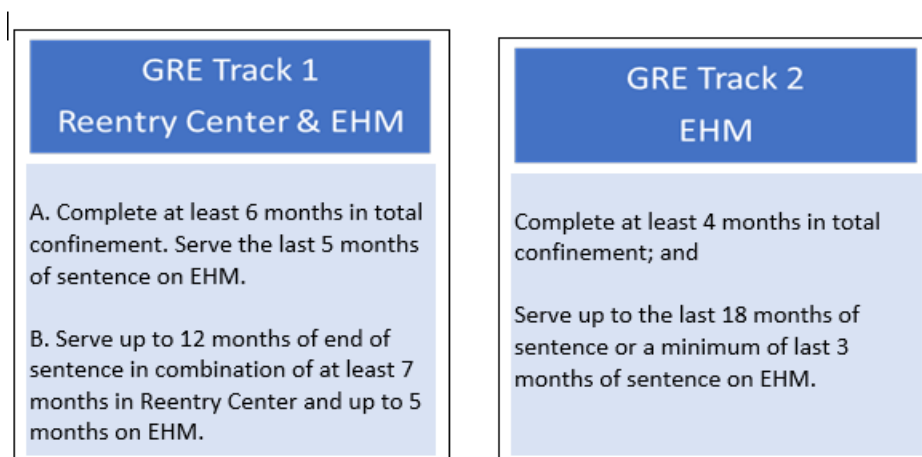 GRE Track 1
Reentry Center & EHM
A. Complete at least 6 months in total
confinement. Serve the last 5 months
of sentence on EHM.
B. Serve up to 12 months of end of
sentence in combination of at least 7
months in Reentry Center and up to 5
months on EHM.
GRE Track 2
EHM
Complete at least 4 months in total
confinement; and
Serve up to the last 18 months of
sentence or a minimum of last 3
months of sentence on EHM.